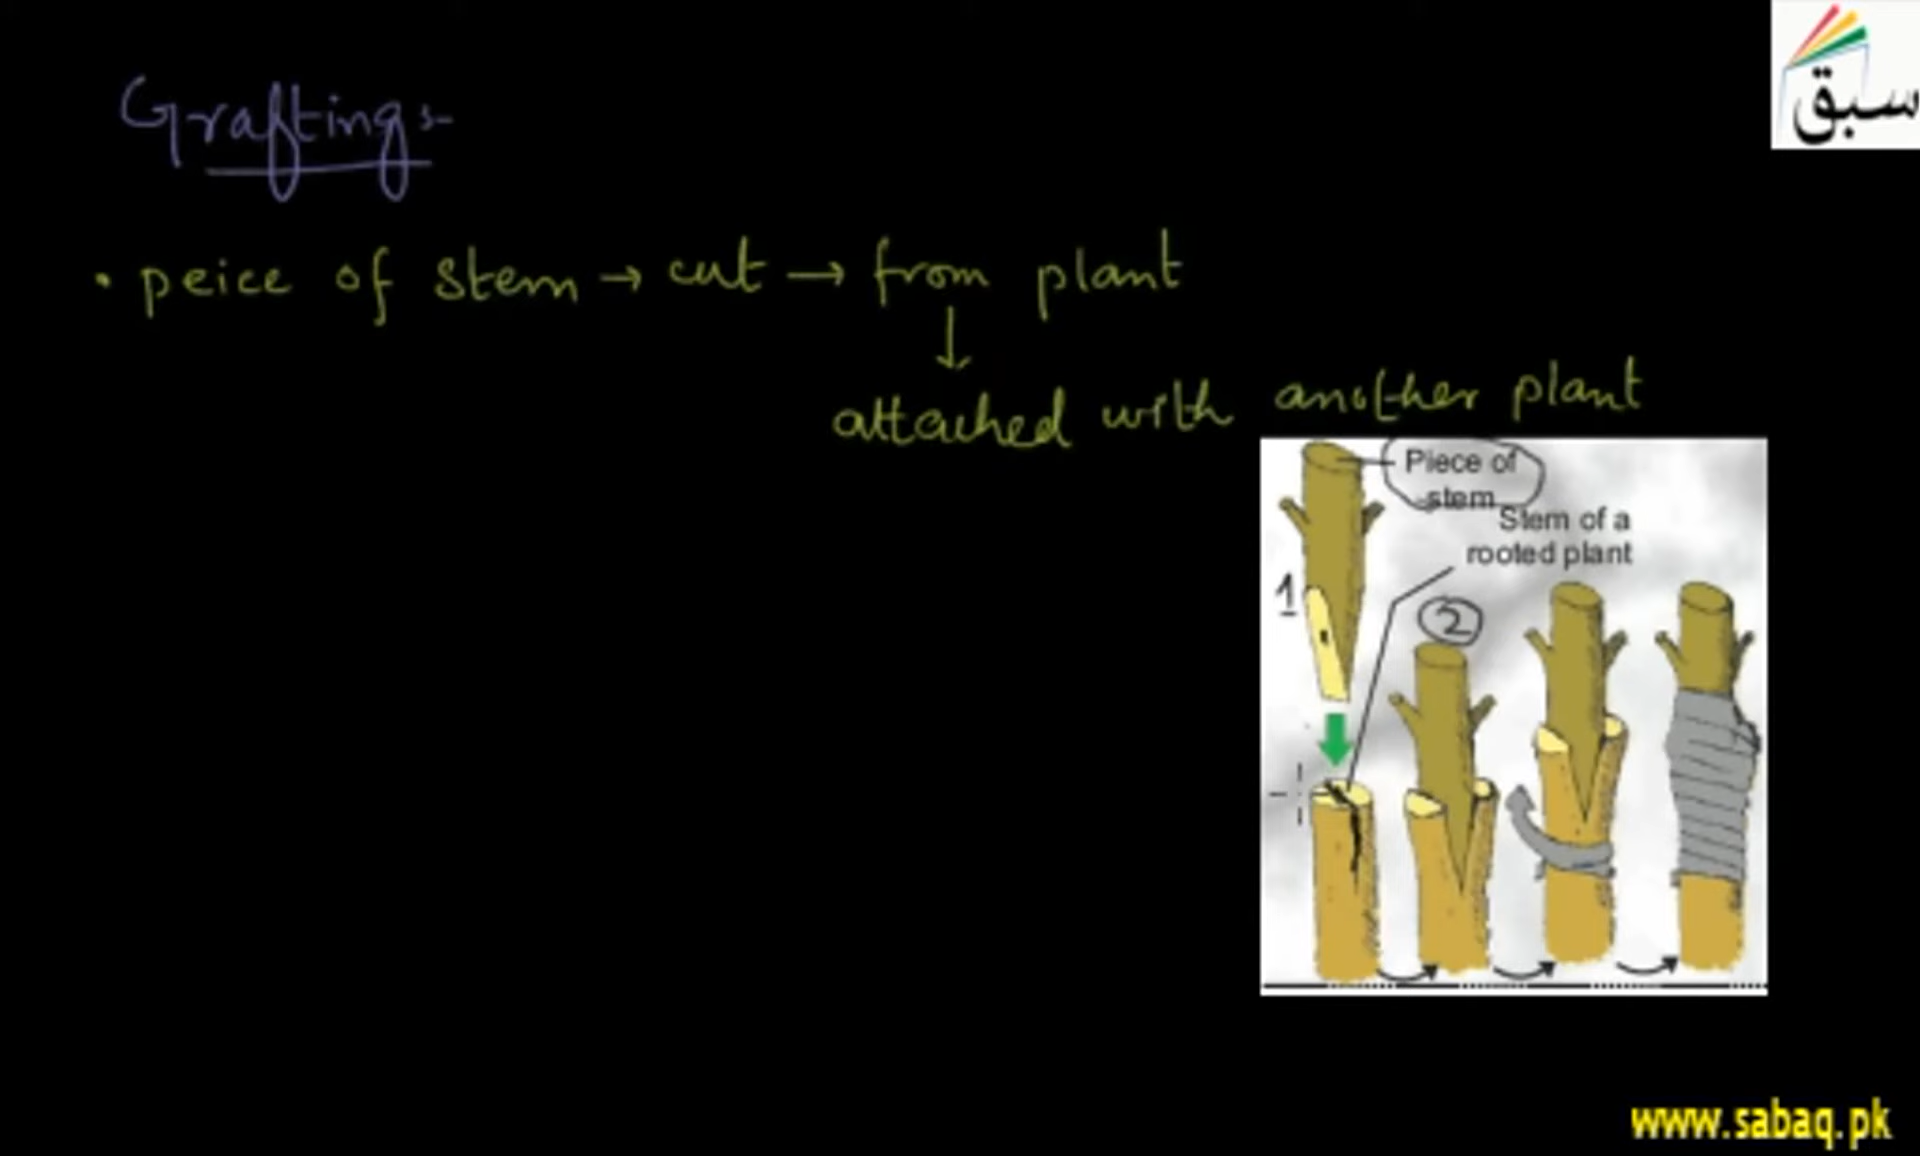 سبق
Grafting:-
• peice of stem → cut → from plant
↓
attached with another plant
Piece of
stem
Stem of a
rooted plant
1
2
www.sabaq.pk